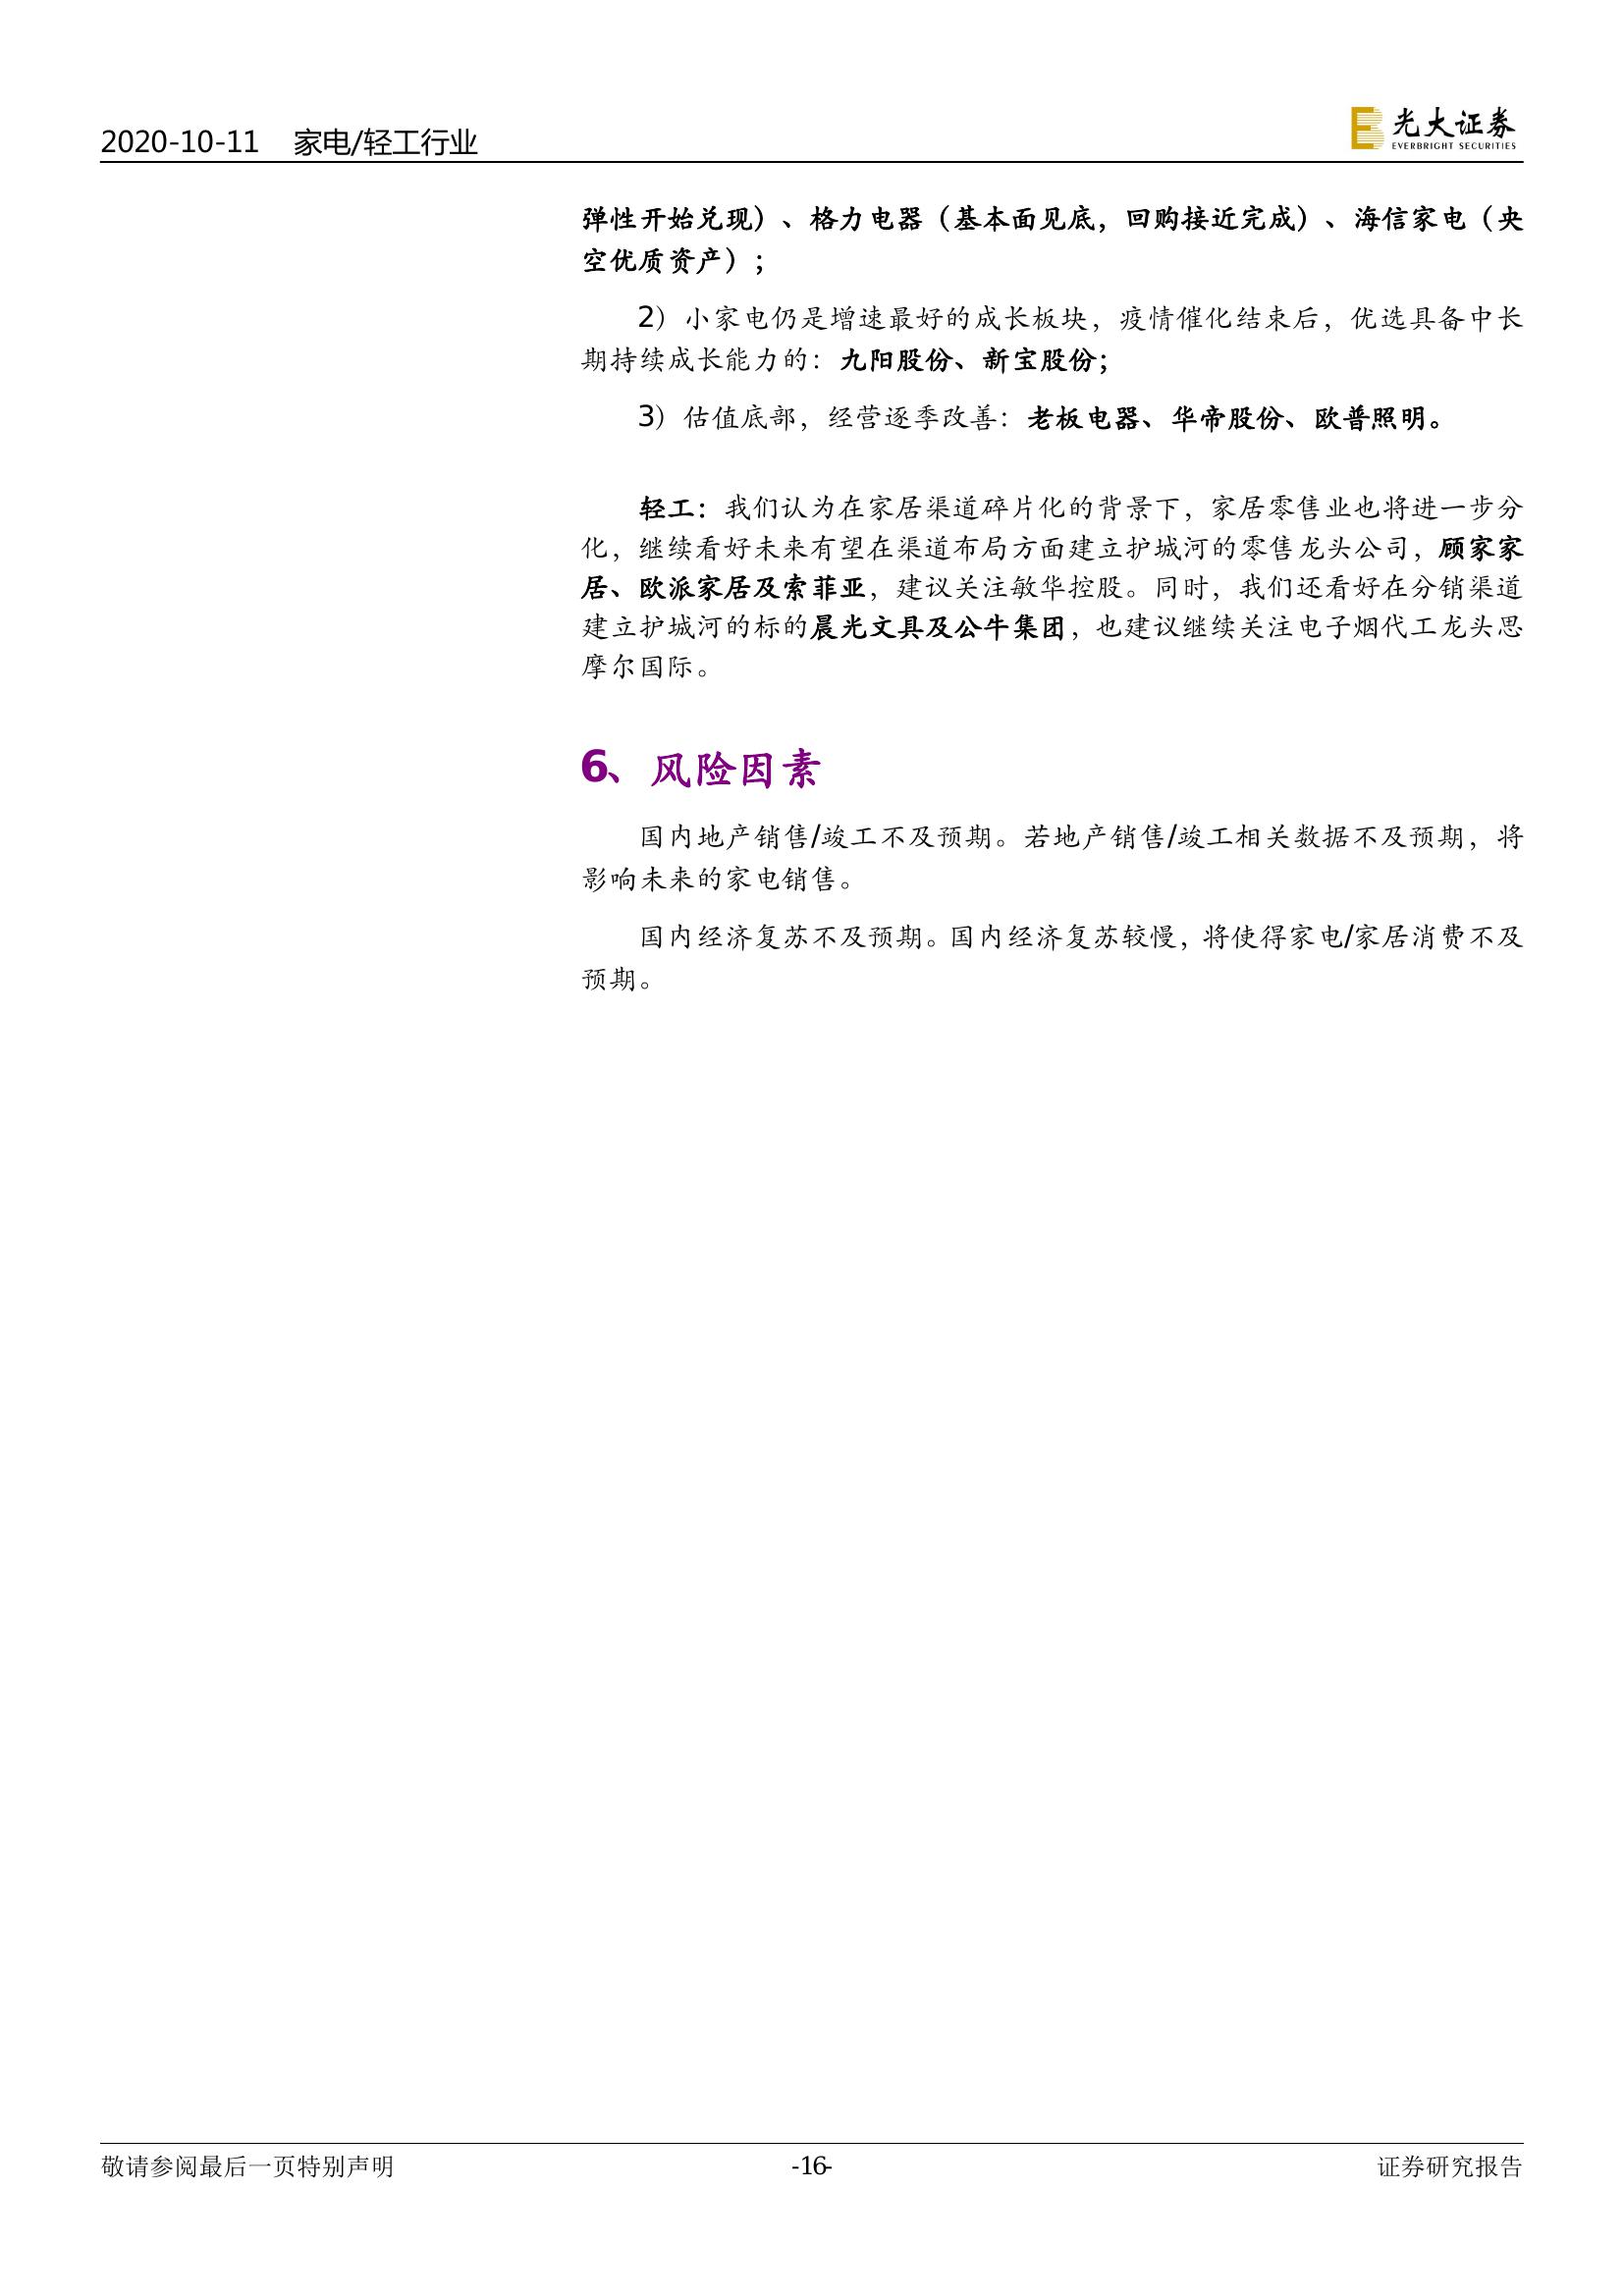 2020-10-11 家电/轻工行业
光大证券
EVERBRIGHT SECURITIES
弹性开始兑现）、格力电器（基本面见底，回购接近完成）、海信家电（央
空优质资产）；
2）小家电仍是增速最好的成长板块，疫情催化结束后，优选具备中长
期持续成长能力的：九阳股份、新宝股份；
3）估值底部，经营逐季改善：老板电器、华帝股份、欧普照明。
轻工：我们认为在家居渠道碎片化的背景下，家居零售业也将进一步分
化，继续看好未来有望在渠道布局方面建立护城河的零售龙头公司，顾家家
居、欧派家居及索菲亚，建议关注敏华控股。同时，我们还看好在分销渠道
建立护城河的标的晨光文具及公牛集团，也建议继续关注电子烟代工龙头思
摩尔国际。
6、风险因素
国内地产销售/竣工不及预期。若地产销售/竣工相关数据不及预期，将
影响未来的家电销售。
国内经济复苏不及预期。国内经济复苏较慢，将使得家电/家居消费不及
预期。
敬请参阅最后一页特别声明
-16-
证券研究报告